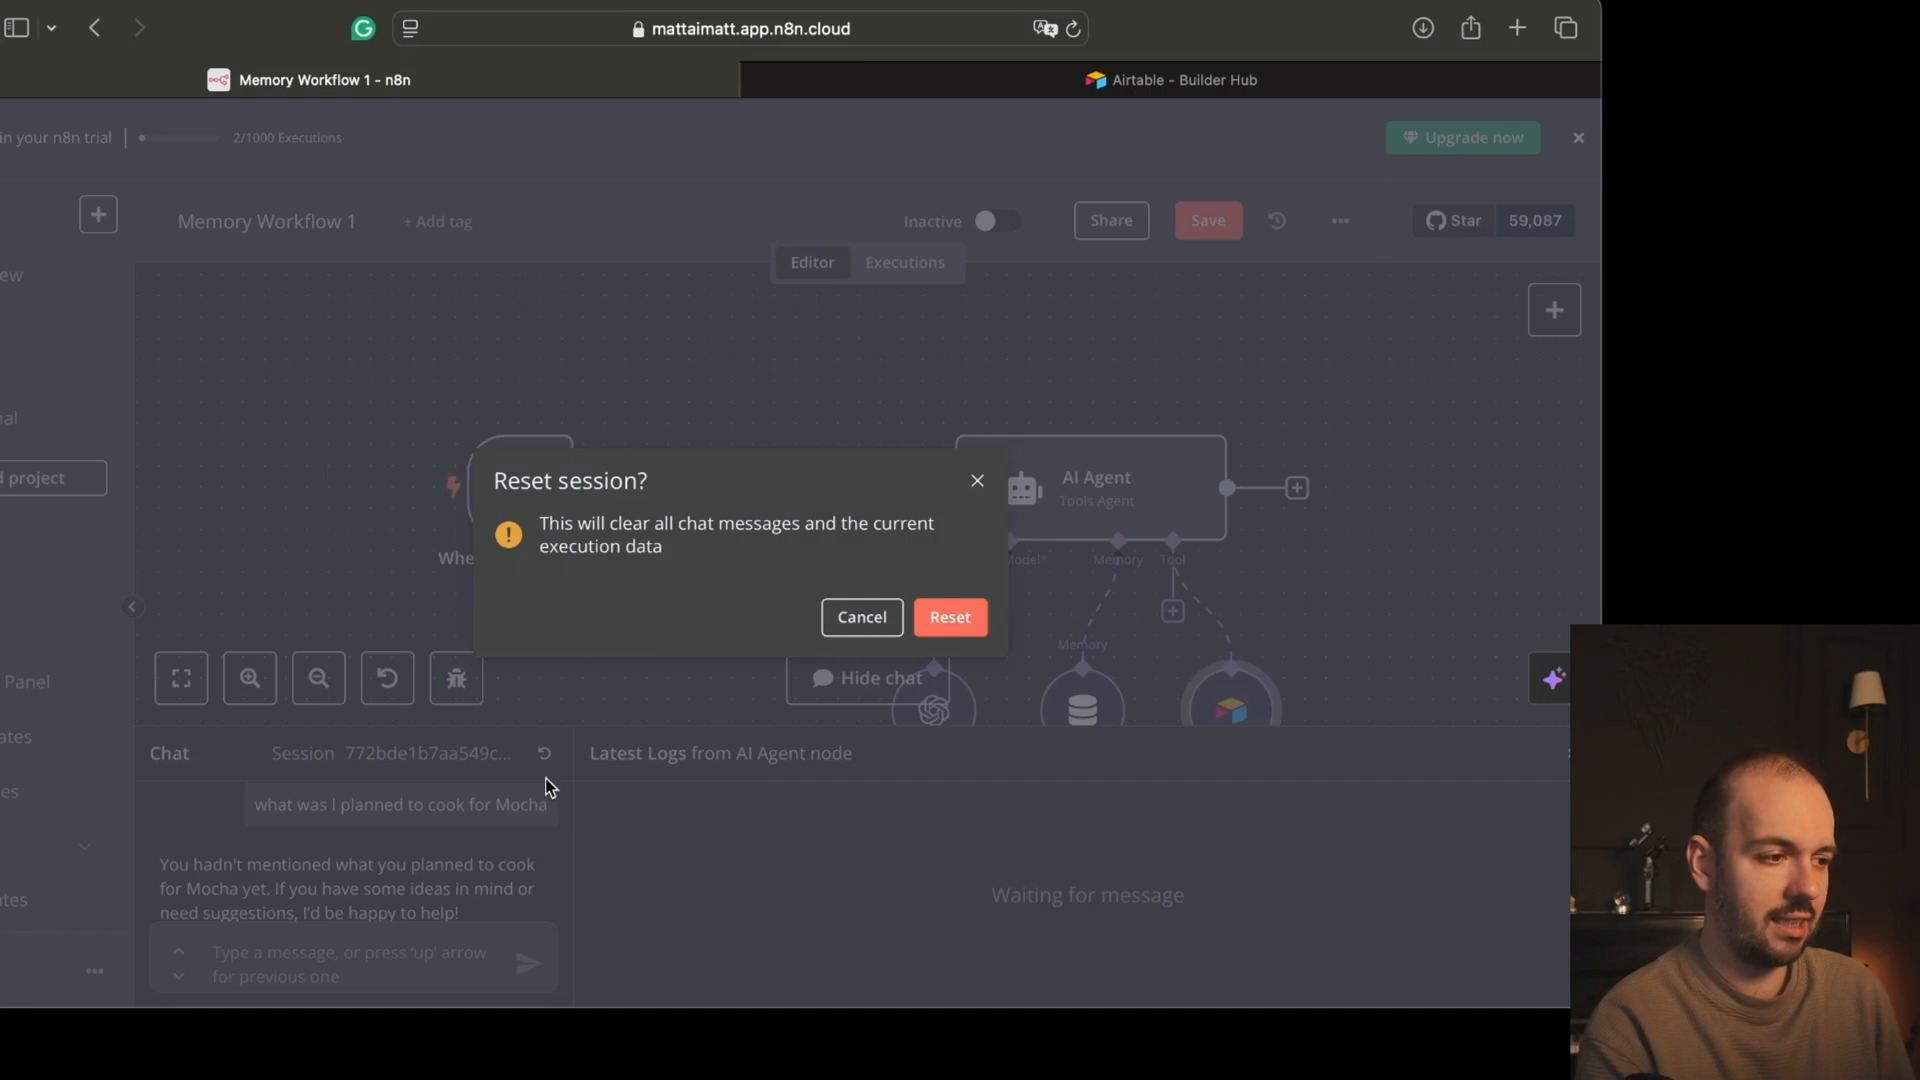 mattaimatt.app.n8n.cloud
Memory Workflow 1 - n8n
Airtable - Builder Hub
in your n8n trial
2/1000 Executions
Upgrade now
Memory Workflow 1
+ Add tag
Inactive
Share
Save
Star
59,087
Editor
Executions
ew
al
d project
Panel
ates
es
tes
Reset session?
This will clear all chat messages and the current
execution data
Cancel
Reset
Whe
AI Agent
Tools Agent
Model*
Memory
Tool
Memory
Hide chat
Chat
Session 772bde1b7aa549c...
Latest Logs from AI Agent node
what was I planned to cook for Mocha
You hadn't mentioned what you planned to cook
for Mocha yet. If you have some ideas in mind or
need suggestions, I'd be happy to help!
Type a message, or press 'up' arrow
for previous one
Waiting for message